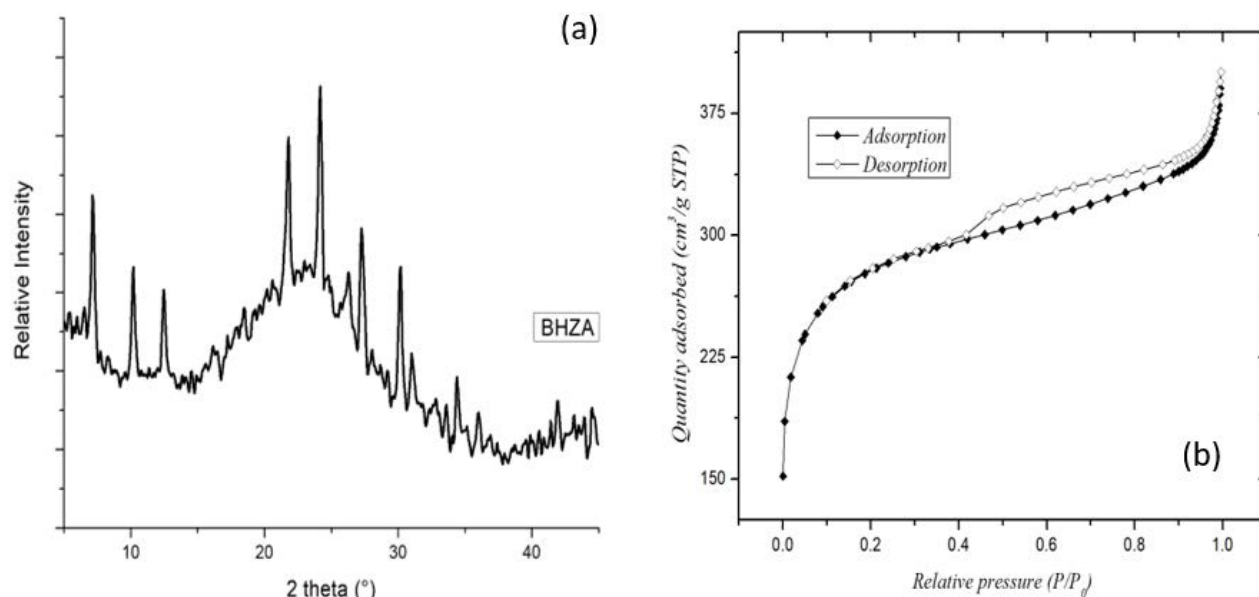 (a)
Relative Intensity
BHZA
10
20
30
40
2 theta (°)
Quantity adsorbed (cm³/g STP)
375
300
225
150
Adsorption
Desorption
(b)
0.0
0.2
0.4
0.6
0.8
1.0
Relative pressure (P/P₀)